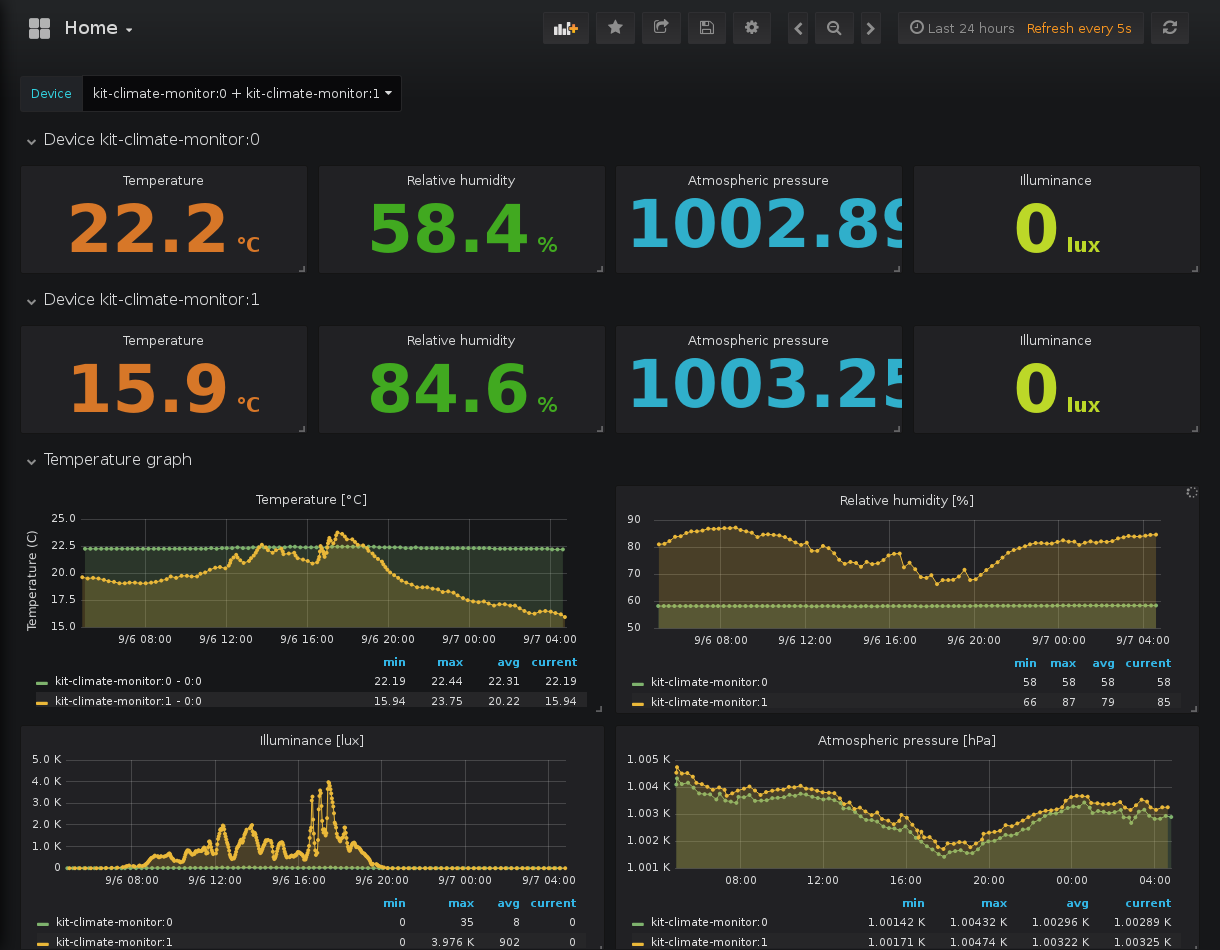 Home
Last 24 hours Refresh every 5s
Device kit-climate-monitor:0 + kit-climate-monitor:1
Device kit-climate-monitor:0
Temperature Relative humidity Atmospheric pressure Illuminance
22.2 °C 58.4 % 1002.89 0 lux
Device kit-climate-monitor:1
Temperature Relative humidity Atmospheric pressure Illuminance
15.9 °C 84.6 % 1003.25 0 lux
Temperature graph
Temperature [°C]
Temperature (C)
25.0
22.5
20.0
17.5
15.0
9/6 08:00 9/6 12:00 9/6 16:00 9/6 20:00 9/7 00:00 9/7 04:00
min max avg current
kit-climate-monitor:0 - 0:0 22.19 22.44 22.31 22.19
kit-climate-monitor:1 - 0:0 15.94 23.75 20.22 15.94
Relative humidity [%]
90
80
70
60
50
9/6 08:00 9/6 12:00 9/6 16:00 9/6 20:00 9/7 00:00 9/7 04:00
min max avg current
kit-climate-monitor:0 58 58 58 58
kit-climate-monitor:1 66 87 79 85
Illuminance [lux]
5.0 K
4.0 K
3.0 K
2.0 K
1.0 K
0
9/6 08:00 9/6 12:00 9/6 16:00 9/6 20:00 9/7 00:00 9/7 04:00
min max avg current
kit-climate-monitor:0 0 35 8 0
kit-climate-monitor:1 0 3.976 K 902 0
Atmospheric pressure [hPa]
1.005 K
1.004 K
1.003 K
1.002 K
1.001 K
08:00 12:00 16:00 20:00 00:00 04:00
min max avg current
kit-climate-monitor:0 1.00142 K 1.00432 K 1.00296 K 1.00289 K
kit-climate-monitor:1 1.00171 K 1.00474 K 1.00322 K 1.00325 K